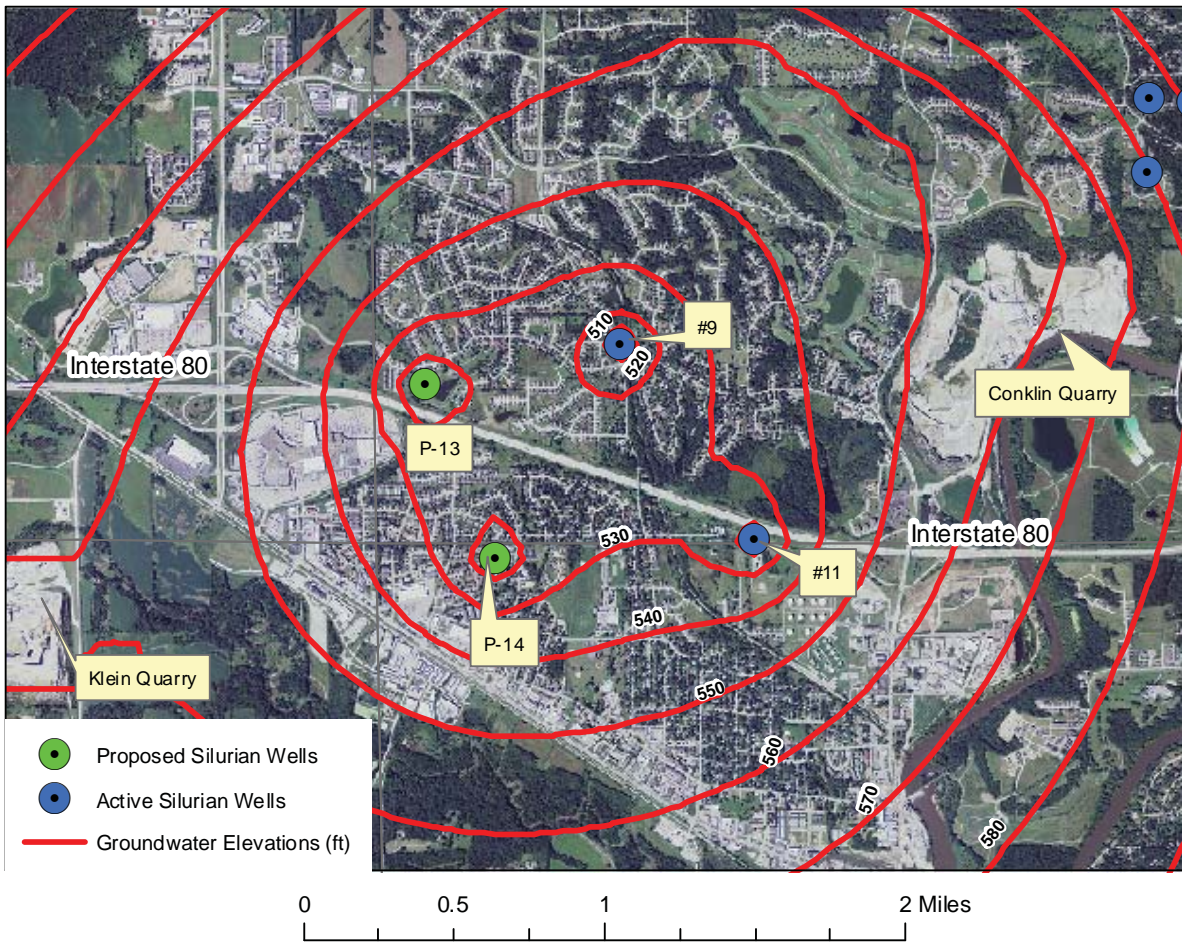 510
#9
520
Interstate 80
Conklin Quarry
P-13
530
Interstate 80
#11
540
P-14
Klein Quarry
550
560
570
580
Proposed Silurian Wells
Active Silurian Wells
Groundwater Elevations (ft)
0 0.5 1 2 Miles